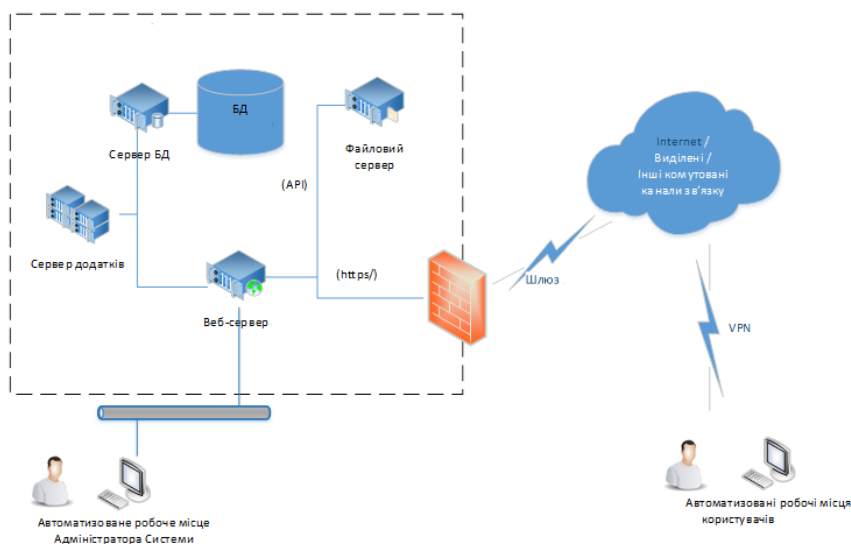 БД
Сервер БД
Файловий
сервер
(API)
Internet /
Виділені /
Інші комутовані
канали зв'язку
Сервер додатків
(https/)
Шлюз
Веб-сервер
VPN
Автоматизоване робоче місце
Адміністратора Системи
Автоматизовані робочі місця
користувачів